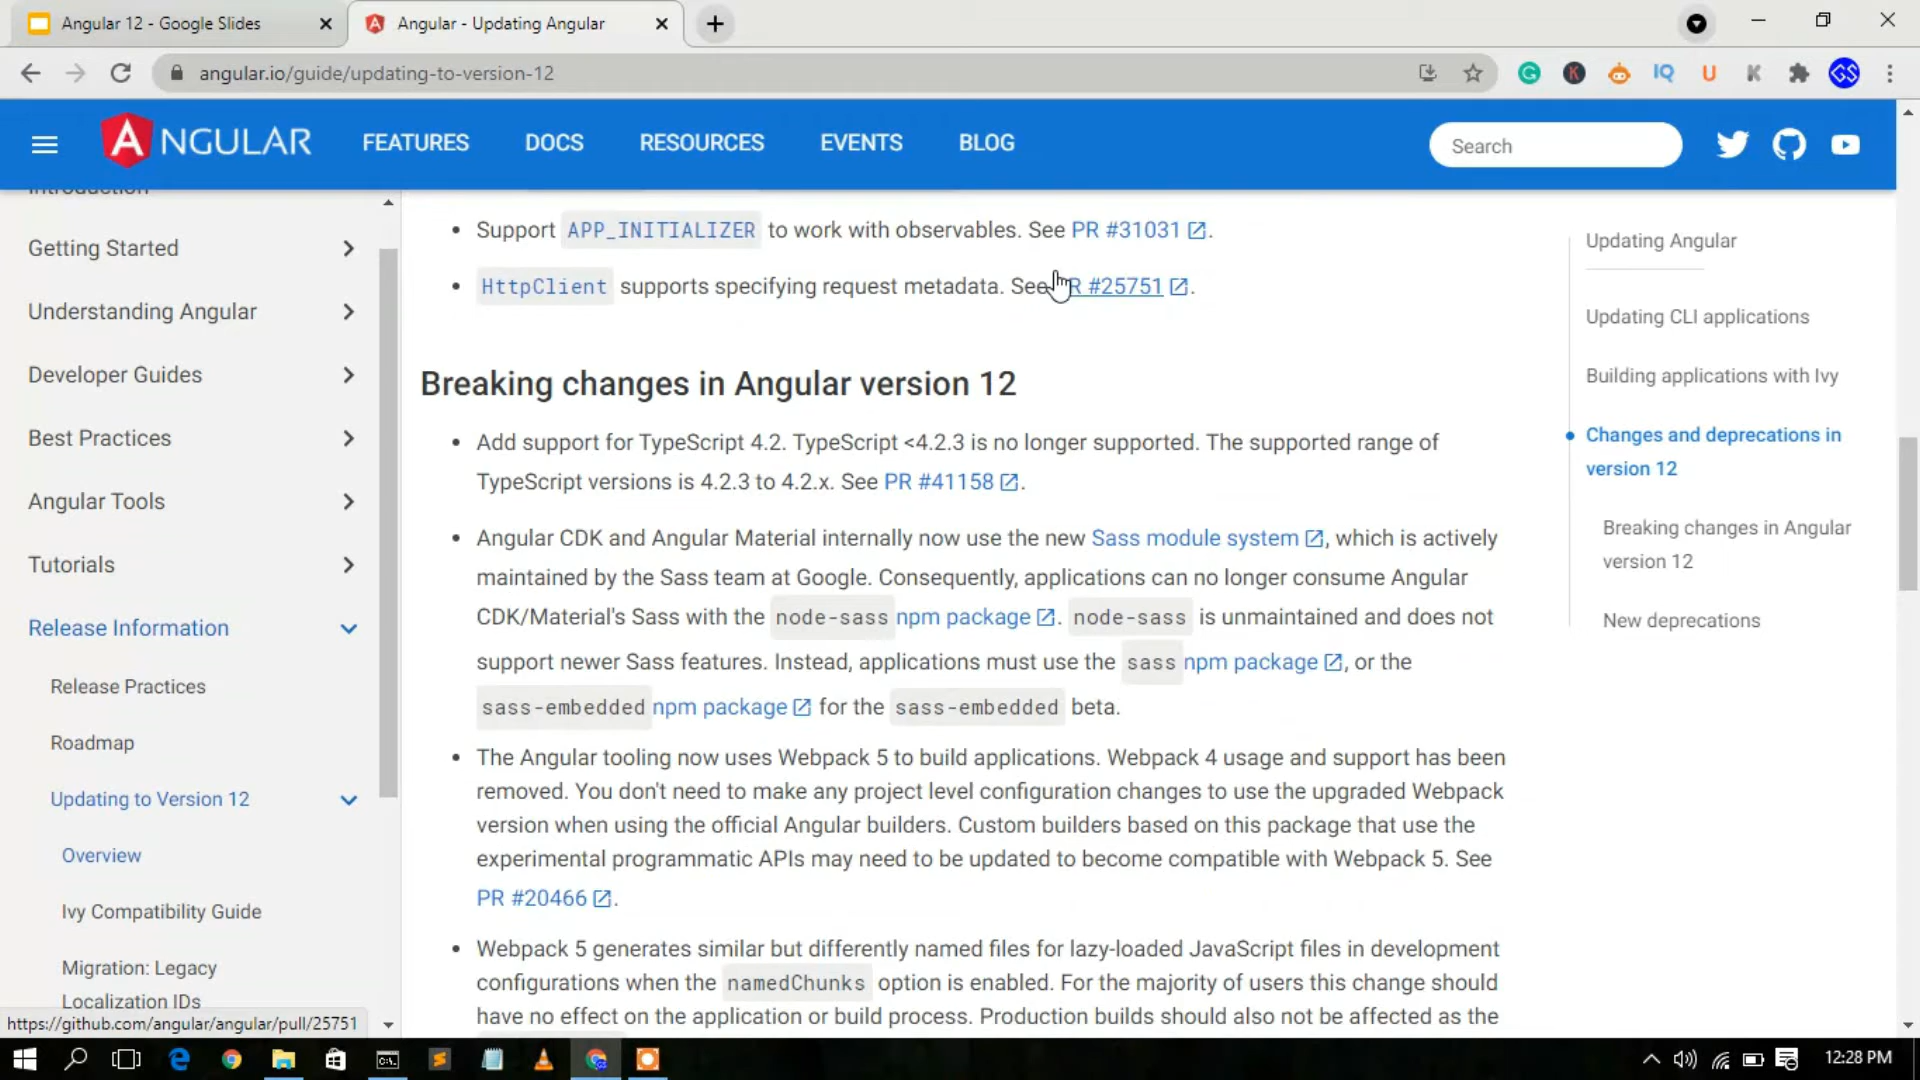 Angular 12 - Google Slides
Angular - Updating Angular
angular.io/guide/updating-to-version-12
ANGULAR
FEATURES
DOCS
RESOURCES
EVENTS
BLOG
Search
Introduction
Getting Started
Understanding Angular
Developer Guides
Best Practices
Angular Tools
Tutorials
Release Information
Release Practices
Roadmap
Updating to Version 12
Overview
Ivy Compatibility Guide
Migration: Legacy
Localization IDs
https://github.com/angular/angular/pull/25751
Support APP_INITIALIZER to work with observables. See PR #31031.
HttpClient supports specifying request metadata. See PR #25751.
Breaking changes in Angular version 12
Add support for TypeScript 4.2. TypeScript <4.2.3 is no longer supported. The supported range of
TypeScript versions is 4.2.3 to 4.2.x. See PR #41158.
Angular CDK and Angular Material internally now use the new Sass module system, which is actively
maintained by the Sass team at Google. Consequently, applications can no longer consume Angular
CDK/Material's Sass with the node-sass npm package. node-sass is unmaintained and does not
support newer Sass features. Instead, applications must use the sass npm package, or the
sass-embedded npm package for the sass-embedded beta.
The Angular tooling now uses Webpack 5 to build applications. Webpack 4 usage and support has been
removed. You don't need to make any project level configuration changes to use the upgraded Webpack
version when using the official Angular builders. Custom builders based on this package that use the
experimental programmatic APIs may need to be updated to become compatible with Webpack 5. See
PR #20466.
Webpack 5 generates similar but differently named files for lazy-loaded JavaScript files in development
configurations when the namedChunks option is enabled. For the majority of users this change should
have no effect on the application or build process. Production builds should also not be affected as the
Updating Angular
Updating CLI applications
Building applications with Ivy
Changes and deprecations in
version 12
Breaking changes in Angular
version 12
New deprecations
12:28 PM